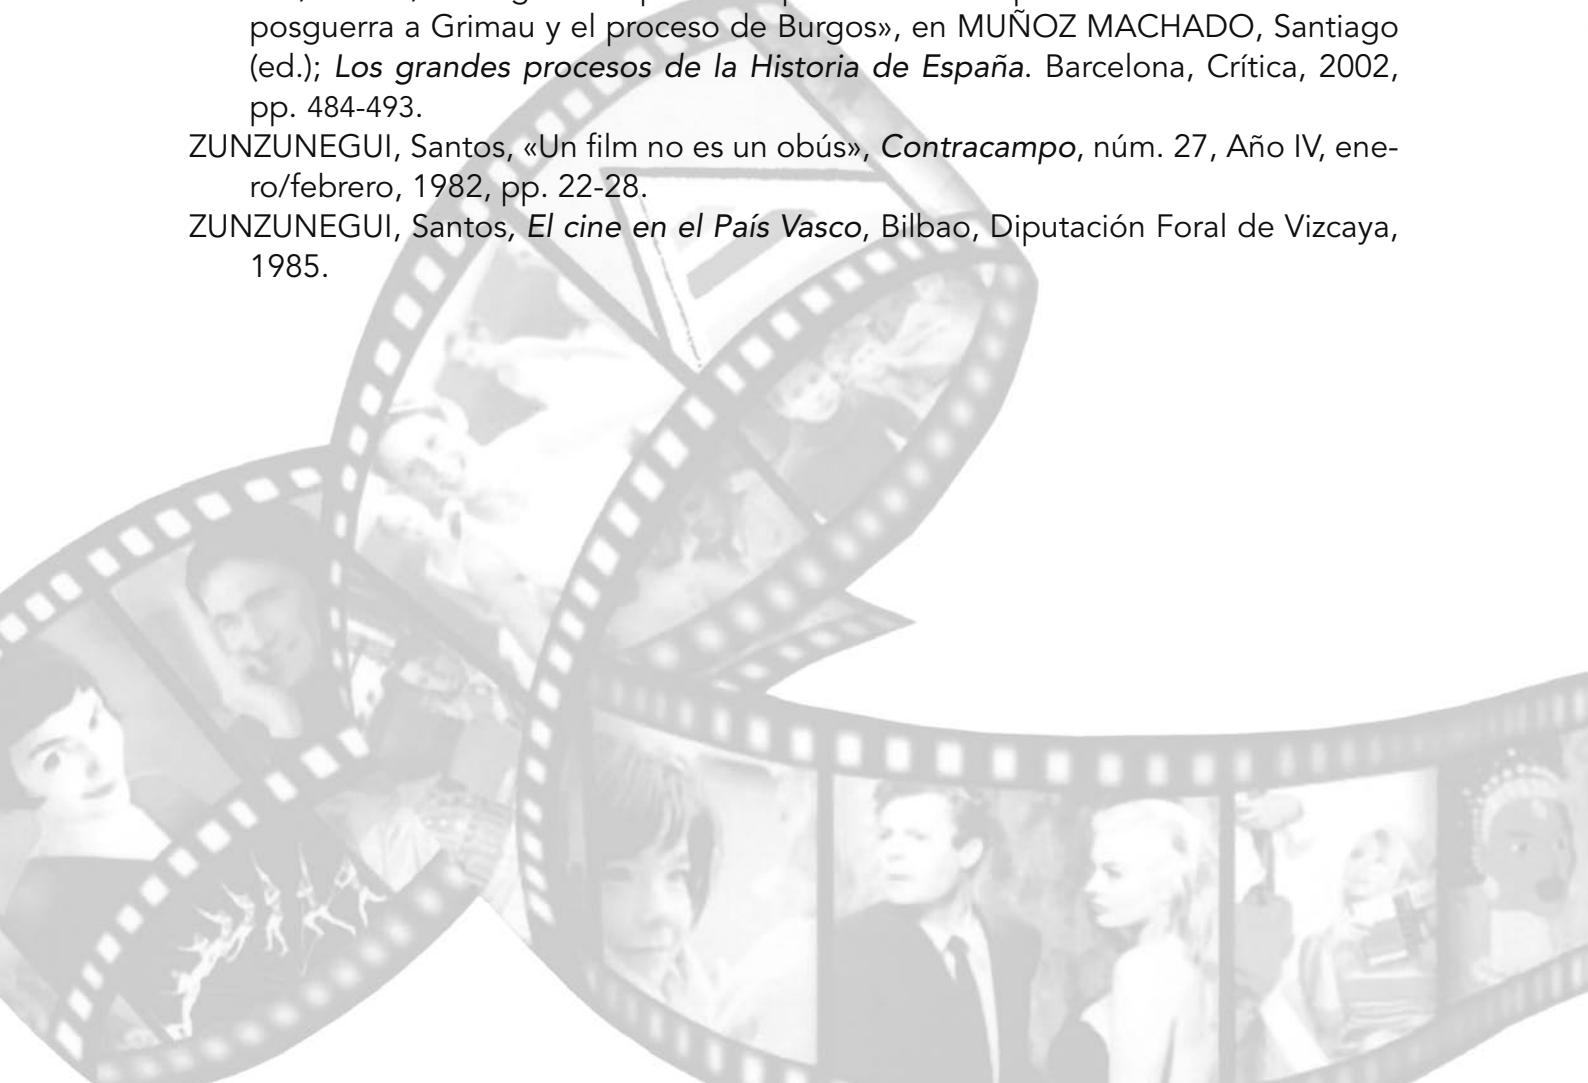 posguerra a Grimau y el proceso de Burgos», en MUÑOZ MACHADO, Santiago
(ed.); Los grandes procesos de la Historia de España. Barcelona, Crítica, 2002,
pp. 484-493.
ZUNZUNEGUI, Santos, «Un film no es un obús», Contracampo, núm. 27, Año IV, ene-
ro/febrero, 1982, pp. 22-28.
ZUNZUNEGUI, Santos, El cine en el País Vasco, Bilbao, Diputación Foral de Vizcaya,
1985.